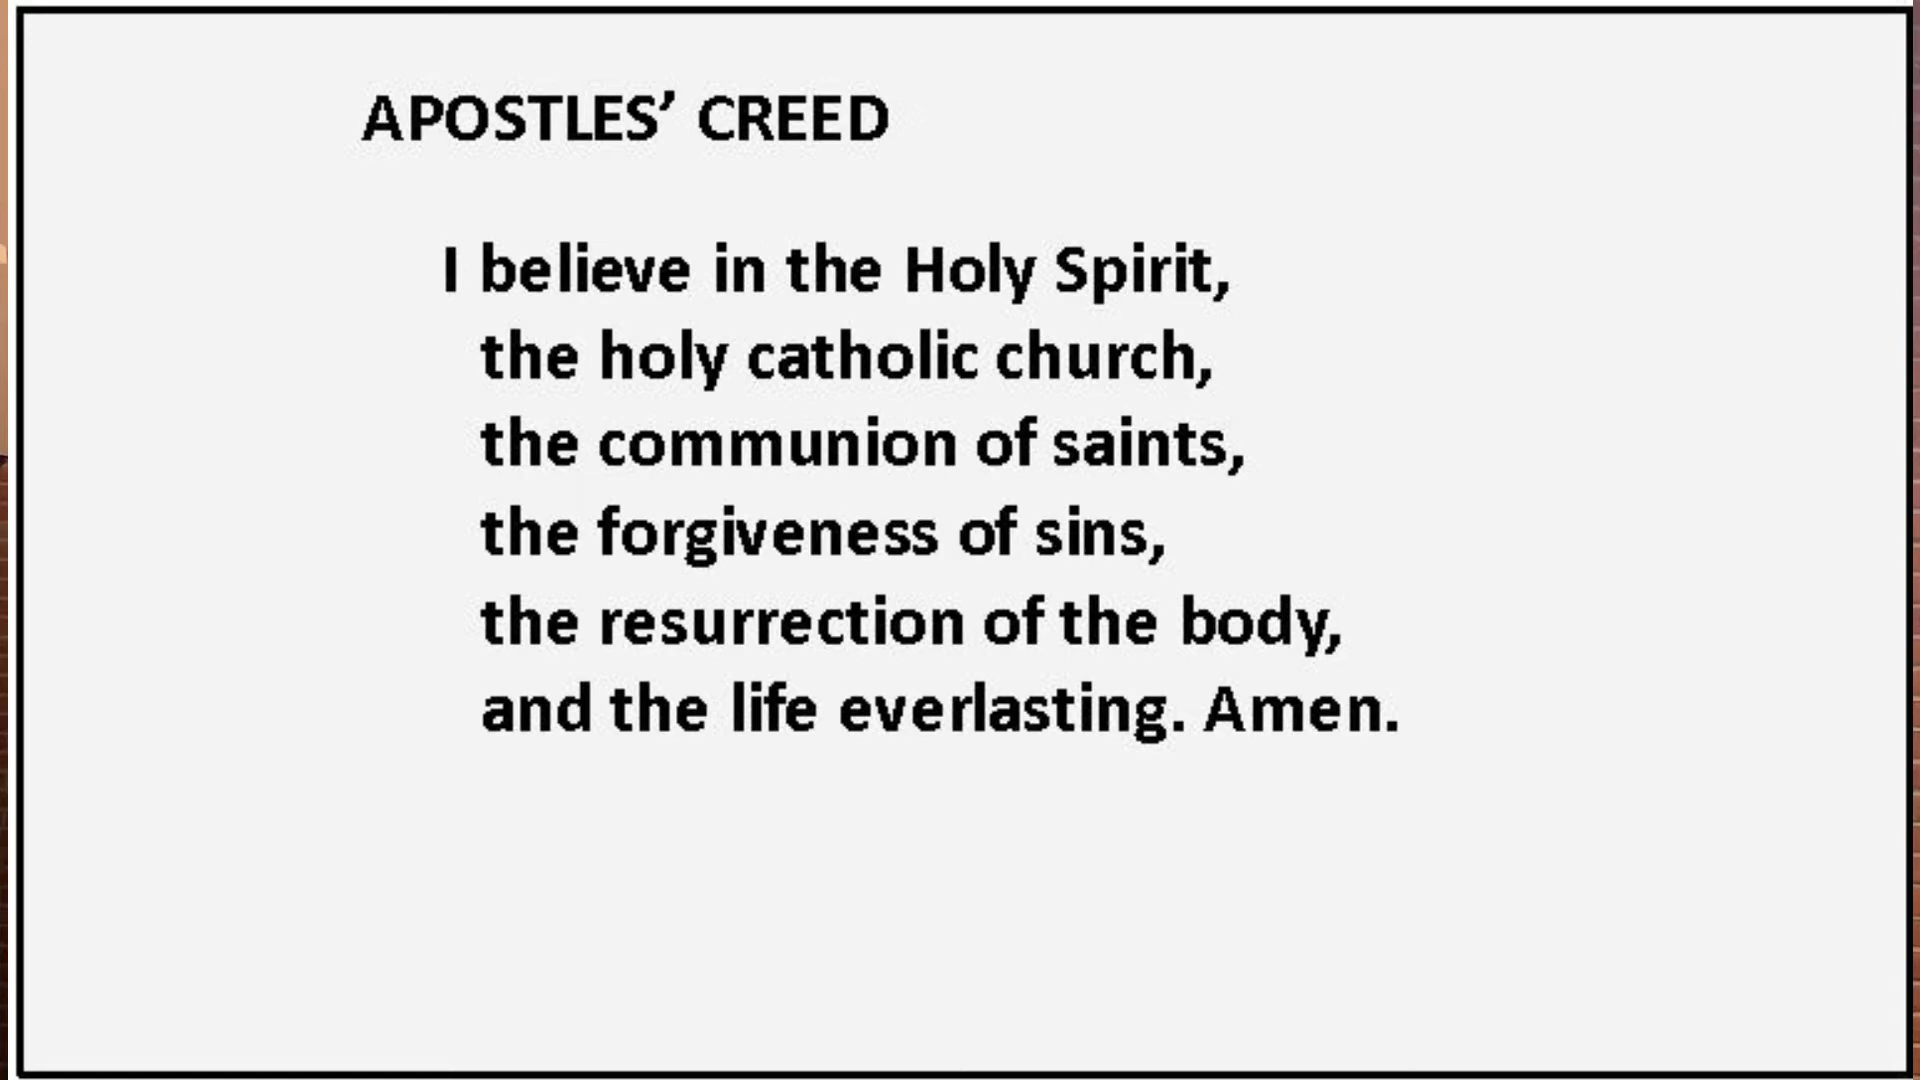 APOSTLES’ CREED
I believe in the Holy Spirit,
the holy catholic church,
the communion of saints,
the forgiveness of sins,
the resurrection of the body,
and the life everlasting. Amen.